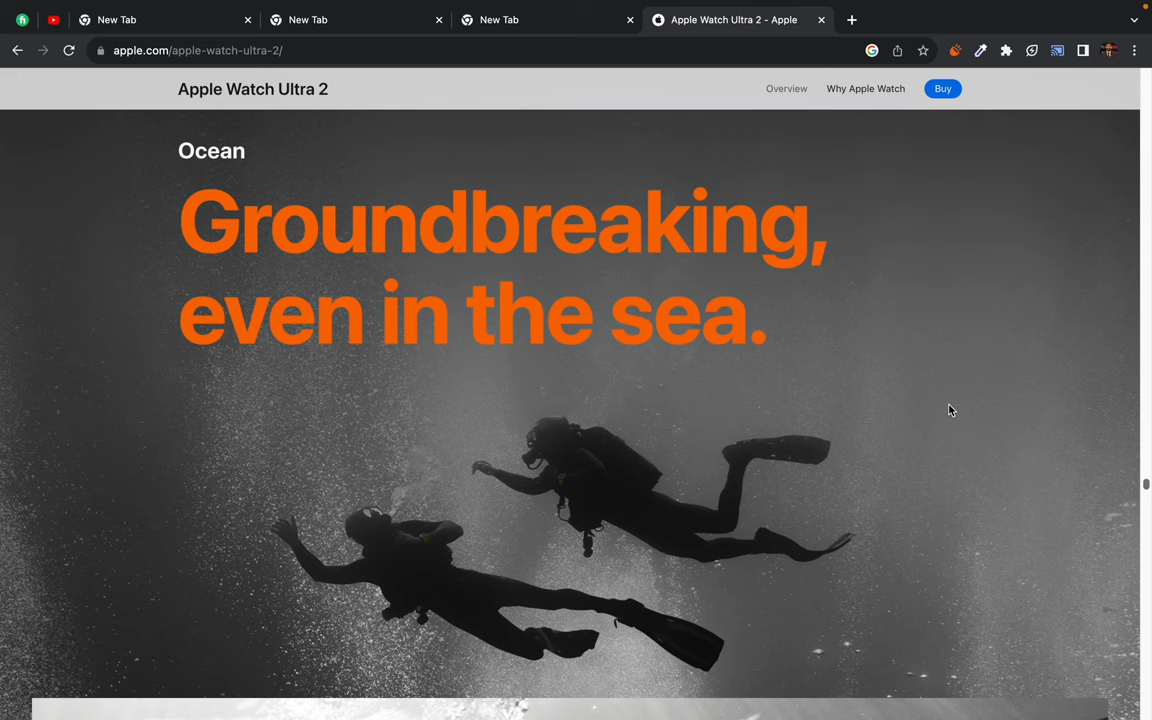 New Tab
New Tab
New Tab
Apple Watch Ultra 2 - Apple
apple.com/apple-watch-ultra-2/
Apple Watch Ultra 2
Overview
Why Apple Watch
Buy
Ocean
Groundbreaking,
even in the sea.